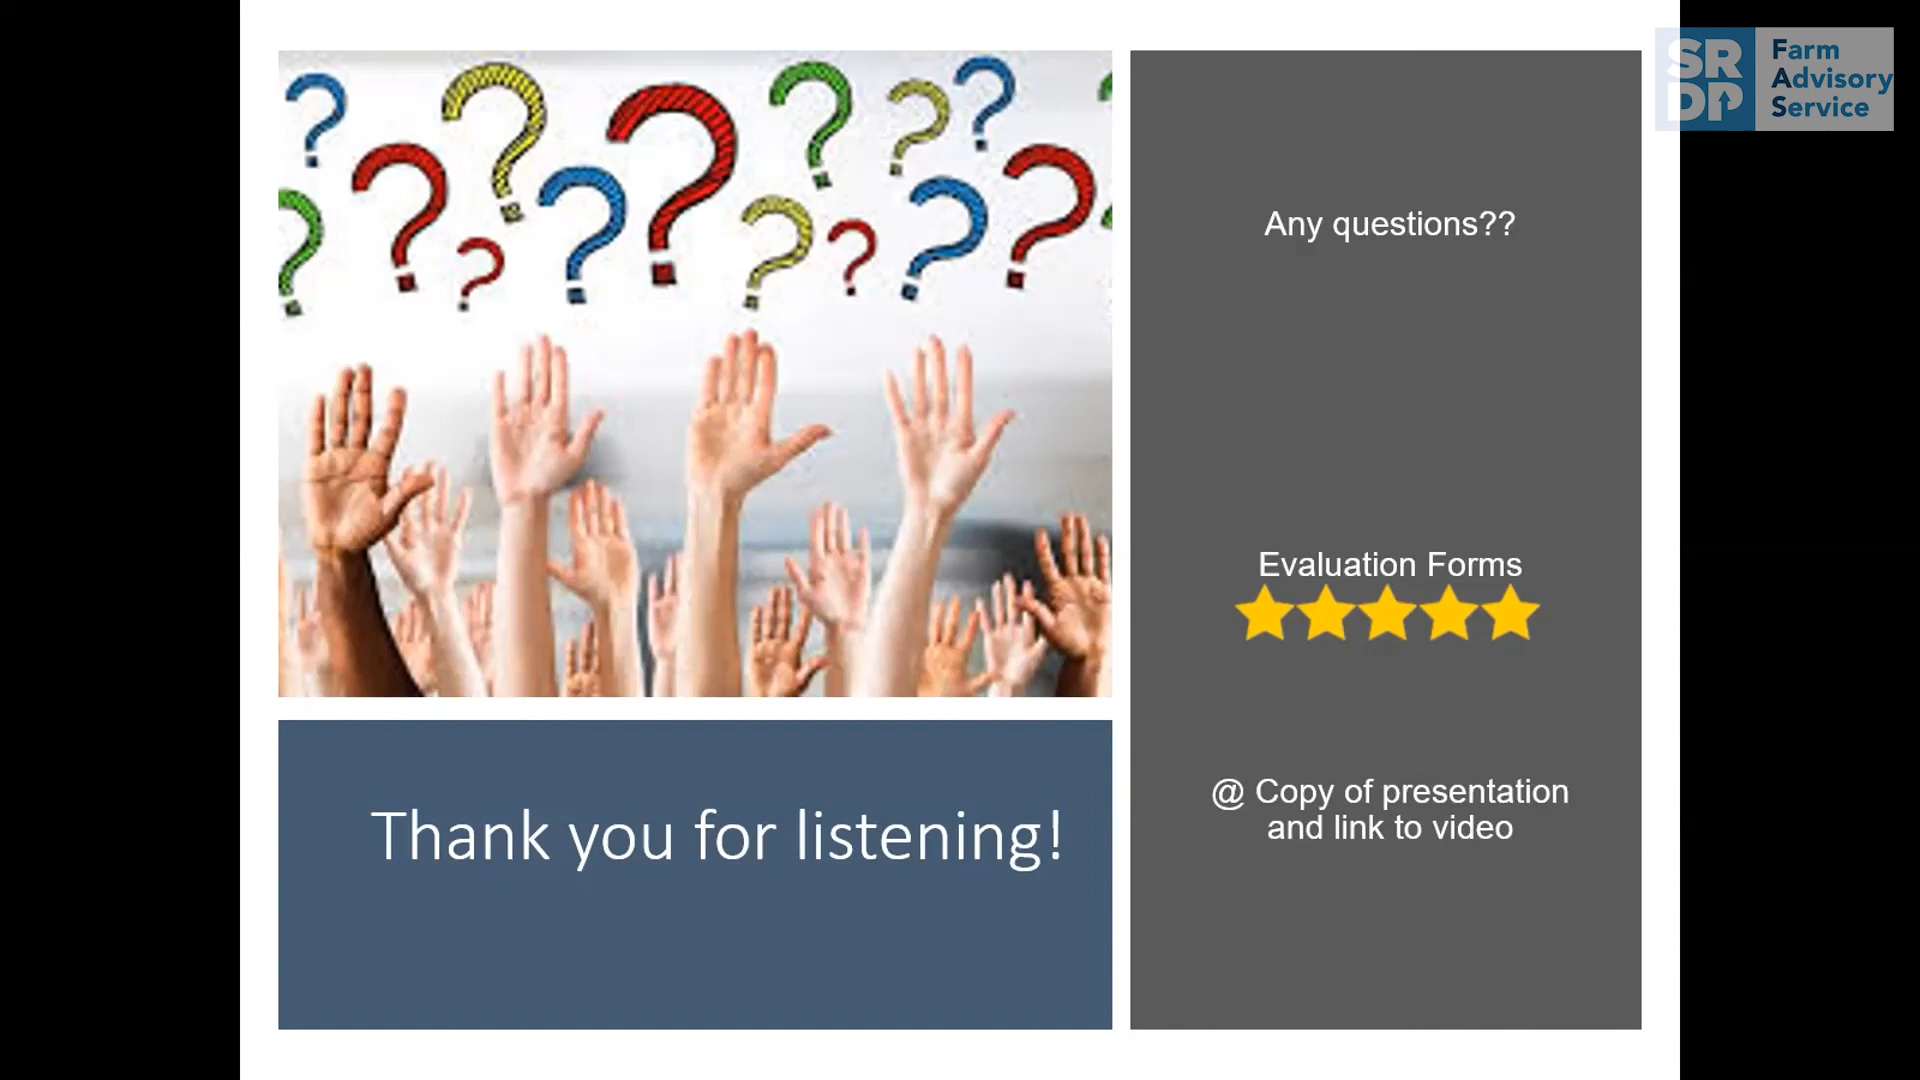 SRDP
Farm
Advisory
Service
Any questions??
Evaluation Forms
@ Copy of presentation
and link to video
Thank you for listening!